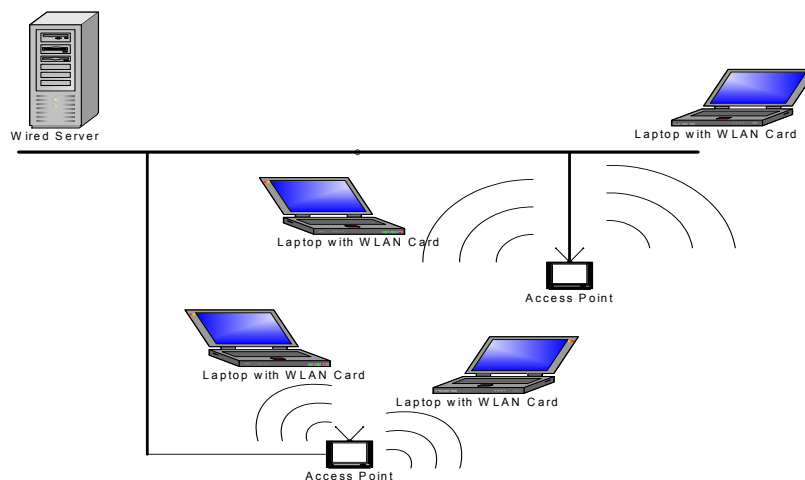 Wired Server
Laptop with WLAN Card
Laptop with WLAN Card
Access Point
Laptop with WLAN Card
Laptop with WLAN Card
Access Point